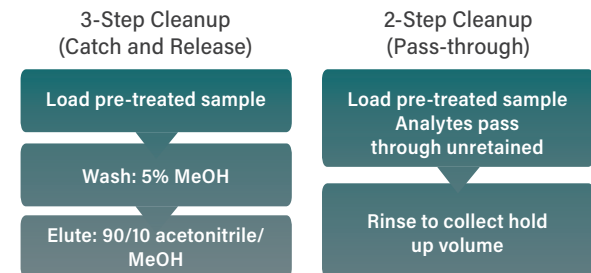 3-Step Cleanup
(Catch and Release)
Load pre-treated sample
Wash: 5% MeOH
Elute: 90/10 acetonitrile/
MeOH
2-Step Cleanup
(Pass-through)
Load pre-treated sample
Analytes pass
through unretained
Rinse to collect hold
up volume